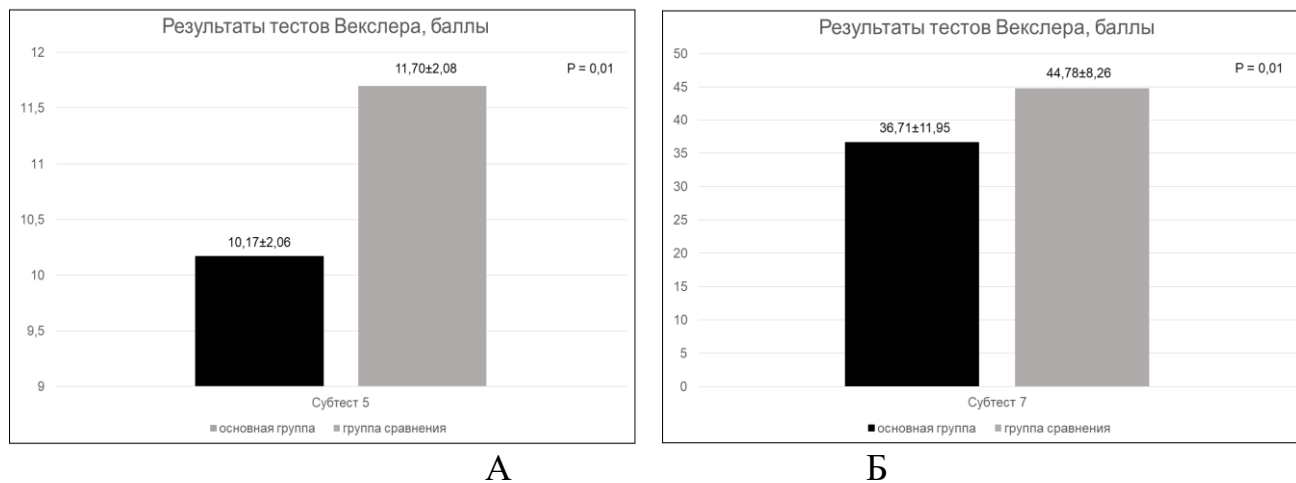 Результаты тестов Векслера, баллы
12
11,70±2,08
P = 0,01
11,5
11
10,5
10,17±2,06
10
9,5
9
Субтест 5
основная группа группа сравнения
А
Результаты тестов Векслера, баллы
50
44,78±8,26
P = 0,01
45
40
36,71±11,95
35
30
25
20
15
10
5
0
Субтест 7
основная группа группа сравнения
Б